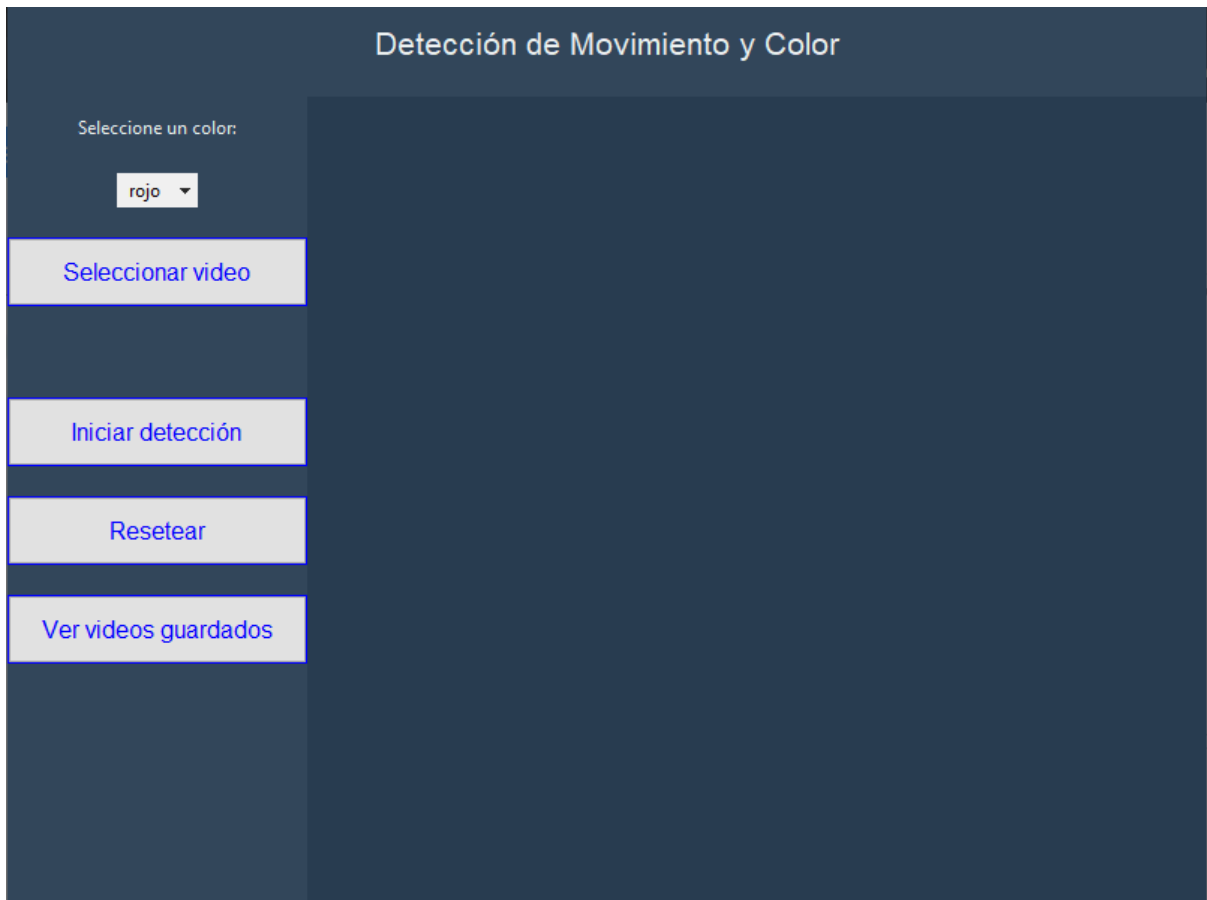 Detección de Movimiento y Color
Seleccione un color:
rojo
Seleccionar video
Iniciar detección
Resetear
Ver videos guardados